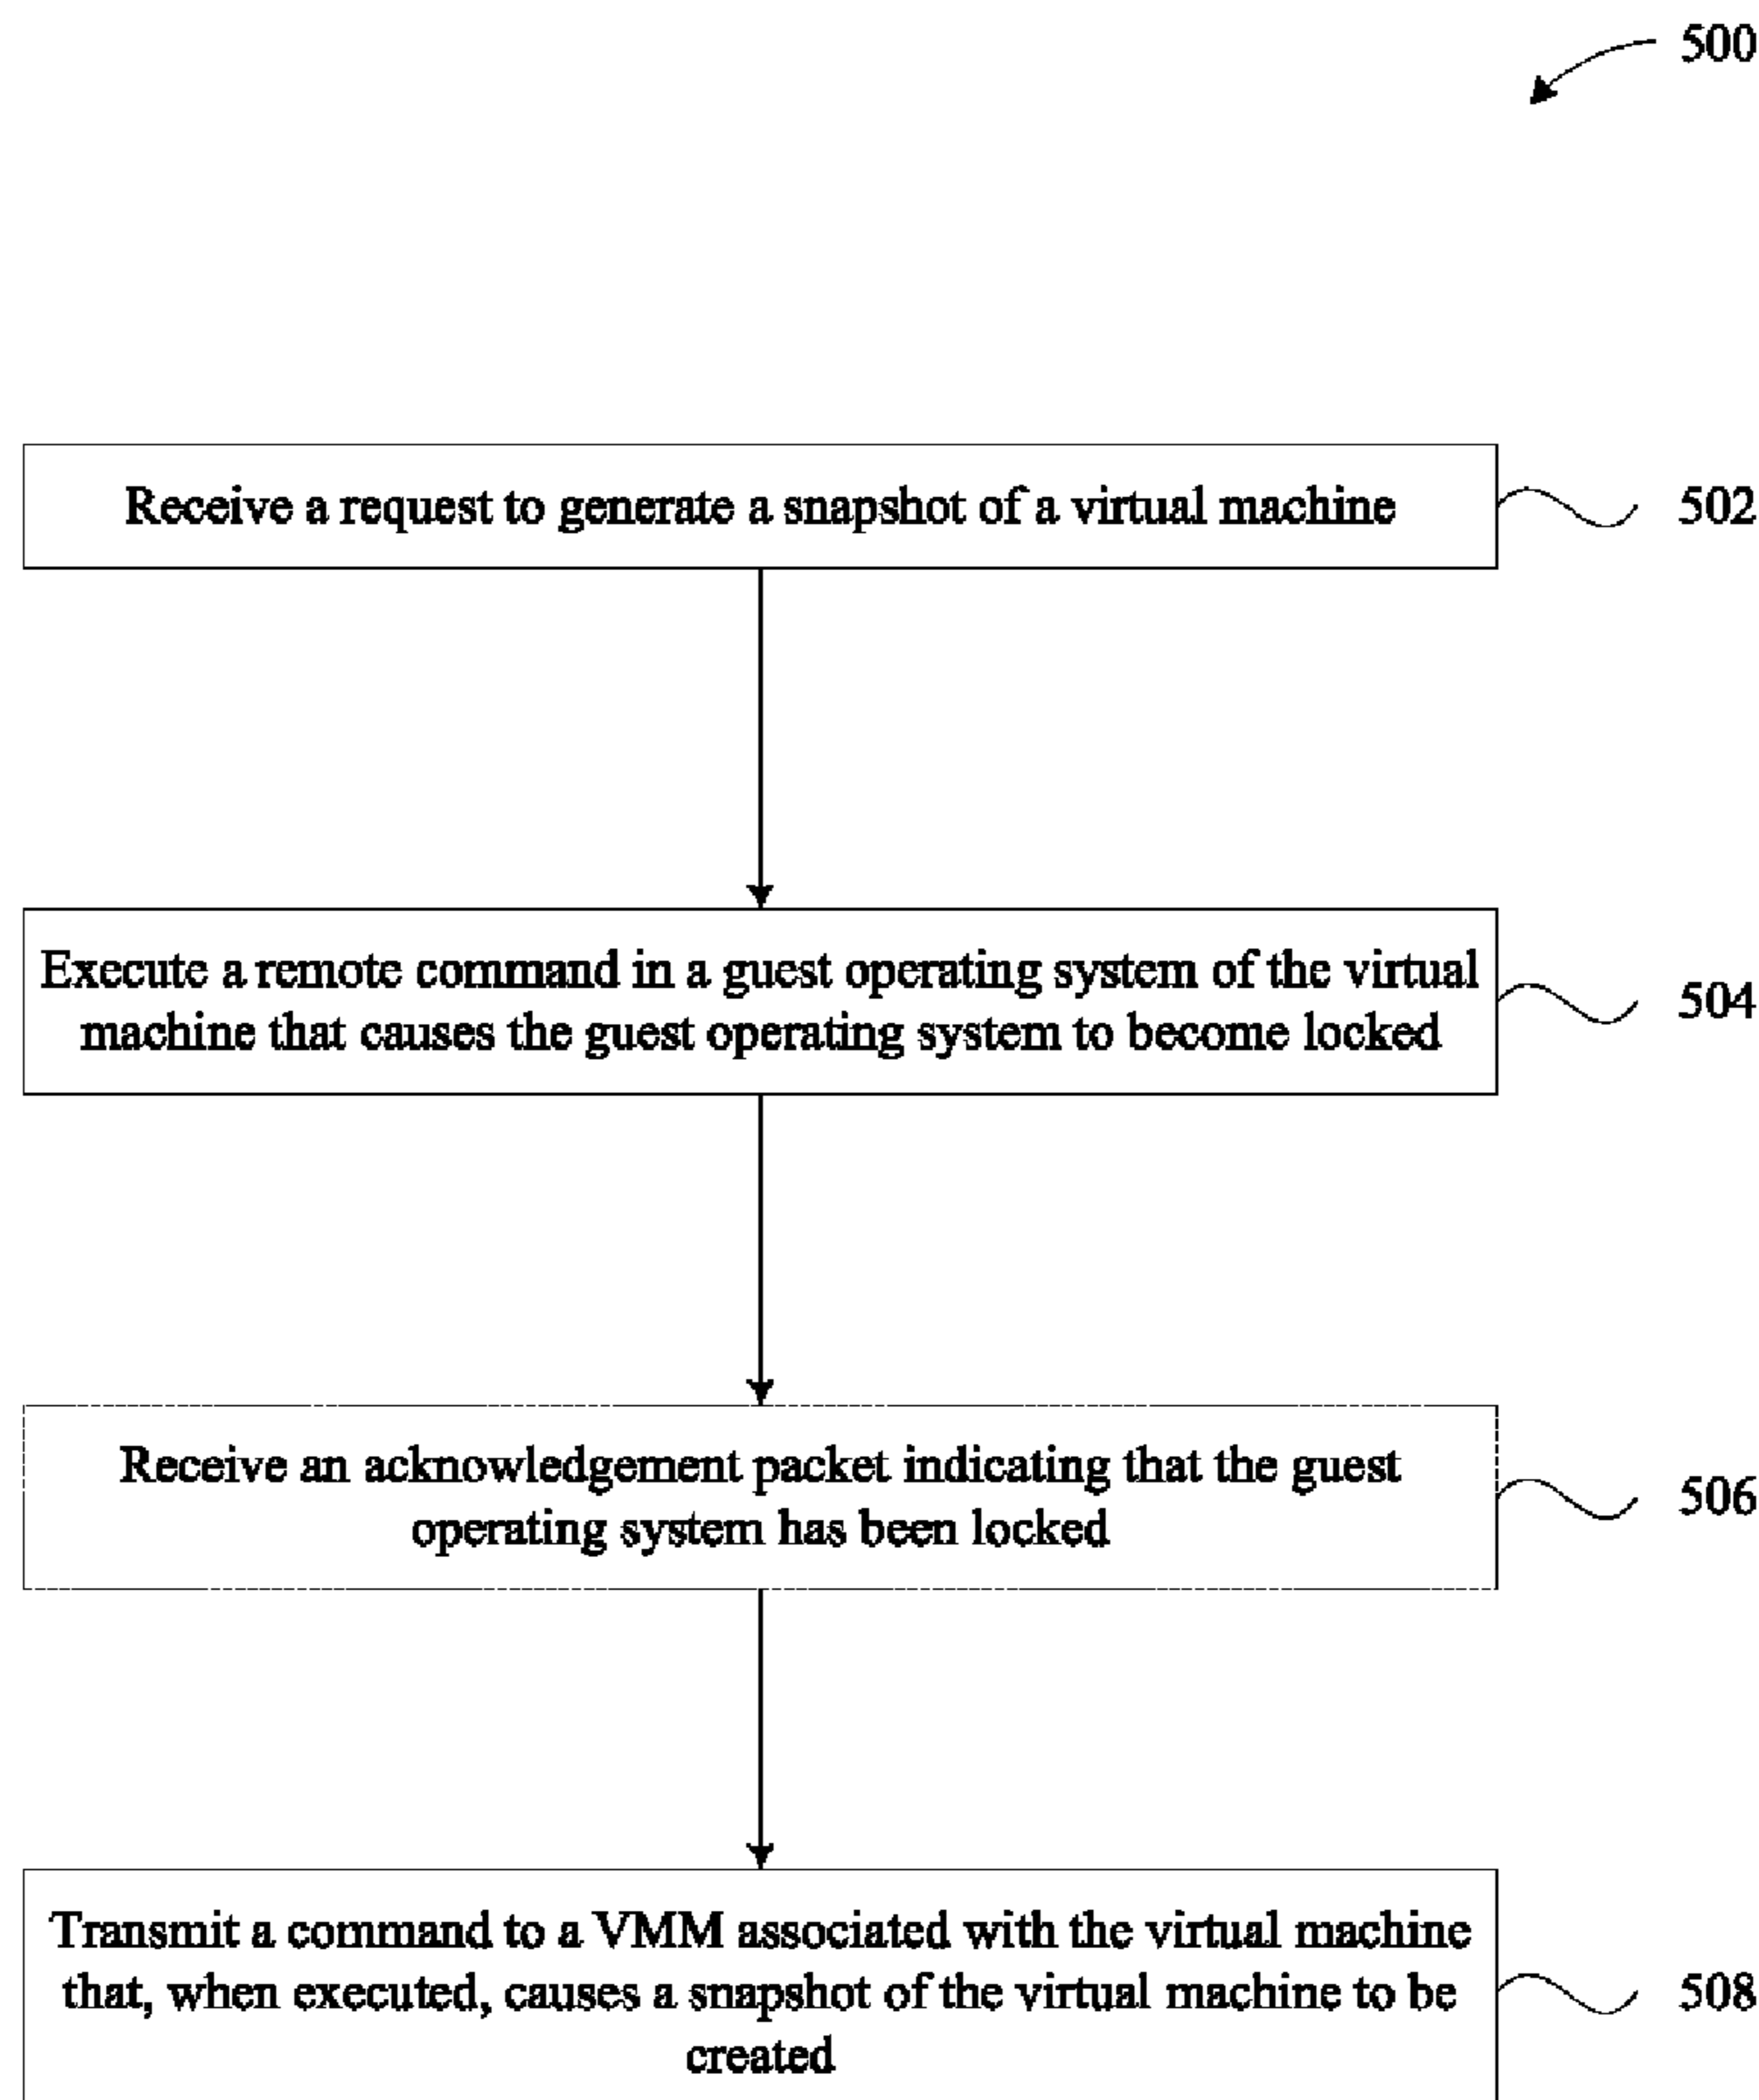 500
Receive a request to generate a snapshot of a virtual machine
502
Execute a remote command in a guest operating system of the virtual
machine that causes the guest operating system to become locked
504
Receive an acknowledgement packet indicating that the guest
operating system has been locked
506
Transmit a command to a VMM associated with the virtual machine
that, when executed, causes a snapshot of the virtual machine to be
created
508